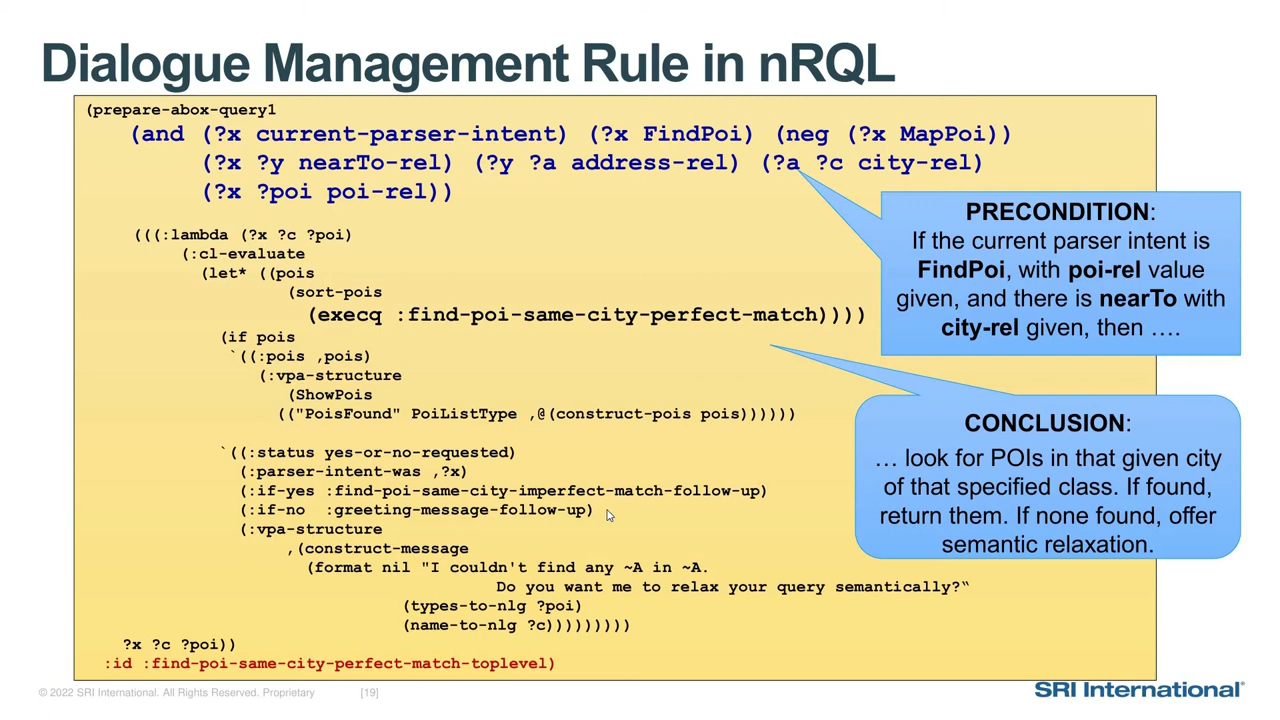 Dialogue Management Rule in nRQL
(prepare-abox-query1
(and (?x current-parser-intent) (?x FindPoi) (neg (?x MapPoi))
(?x ?y nearTo-rel) (?y ?a address-rel) (?a ?c city-rel)
(?x ?poi poi-rel))
(((:lambda (?x ?c ?poi)
(:cl-evaluate
(let* ((pois
(sort-pois
(execq :find-poi-same-city-perfect-match))))
(if pois
`((:pois ,pois)
(:vpa-structure
(ShowPois
(("PoisFound" PoiListType ,@(construct-pois pois))))))
`((:status yes-or-no-requested)
(:parser-intent-was ,?x)
(:if-yes :find-poi-same-city-imperfect-match-follow-up)
(:if-no :greeting-message-follow-up)
(:vpa-structure
,(construct-message
(format nil "I couldn't find any ~A in ~A.
Do you want me to relax your query semantically?“
(types-to-nlg ?poi)
(name-to-nlg ?c)))))))))
?x ?c ?poi))
:id :find-poi-same-city-perfect-match-toplevel)
PRECONDITION:
If the current parser intent is
FindPoi, with poi-rel value
given, and there is nearTo with
city-rel given, then ….
CONCLUSION:
… look for POIs in that given city
of that specified class. If found,
return them. If none found, offer
semantic relaxation.
© 2022 SRI International. All Rights Reserved. Proprietary
[19]
SRI International®